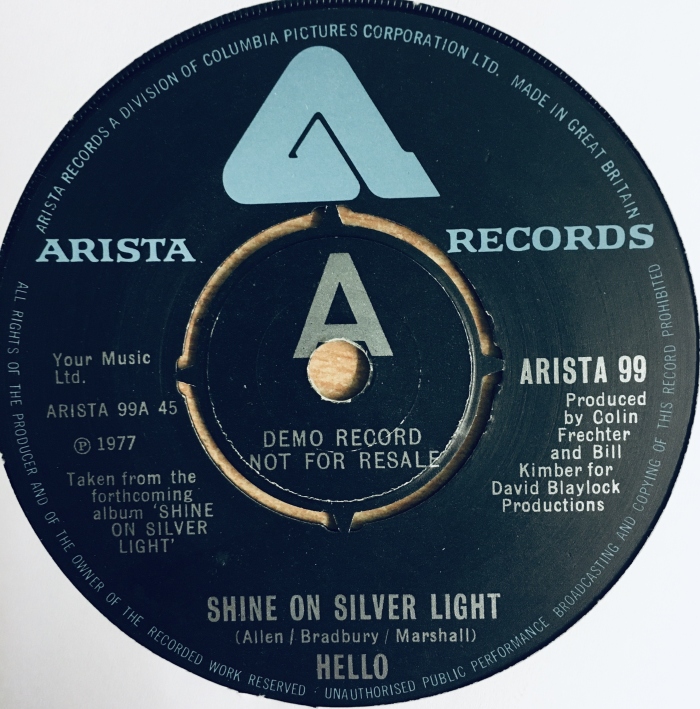 ARISTA RECORDS A DIVISION OF COLUMBIA PICTURES CORPORATION LTD. MADE IN GREAT BRITAIN
ARISTA RECORDS
A
Your Music
Ltd.
ARISTA 99A 45
Ⓟ 1977
Taken from the
forthcoming
album 'SHINE
ON SILVER
LIGHT'
DEMO RECORD
NOT FOR RESALE
ARISTA 99
Produced
by Colin
Frechter
and Bill
Kimber for
David Blaylock
Productions
SHINE ON SILVER LIGHT
(Allen / Bradbury / Marshall)
HELLO
ALL RIGHTS OF THE PRODUCER AND OF THE OWNER OF THE RECORDED WORK RESERVED · UNAUTHORISED PUBLIC PERFORMANCE BROADCASTING AND COPYING OF THIS RECORD PROHIBITED